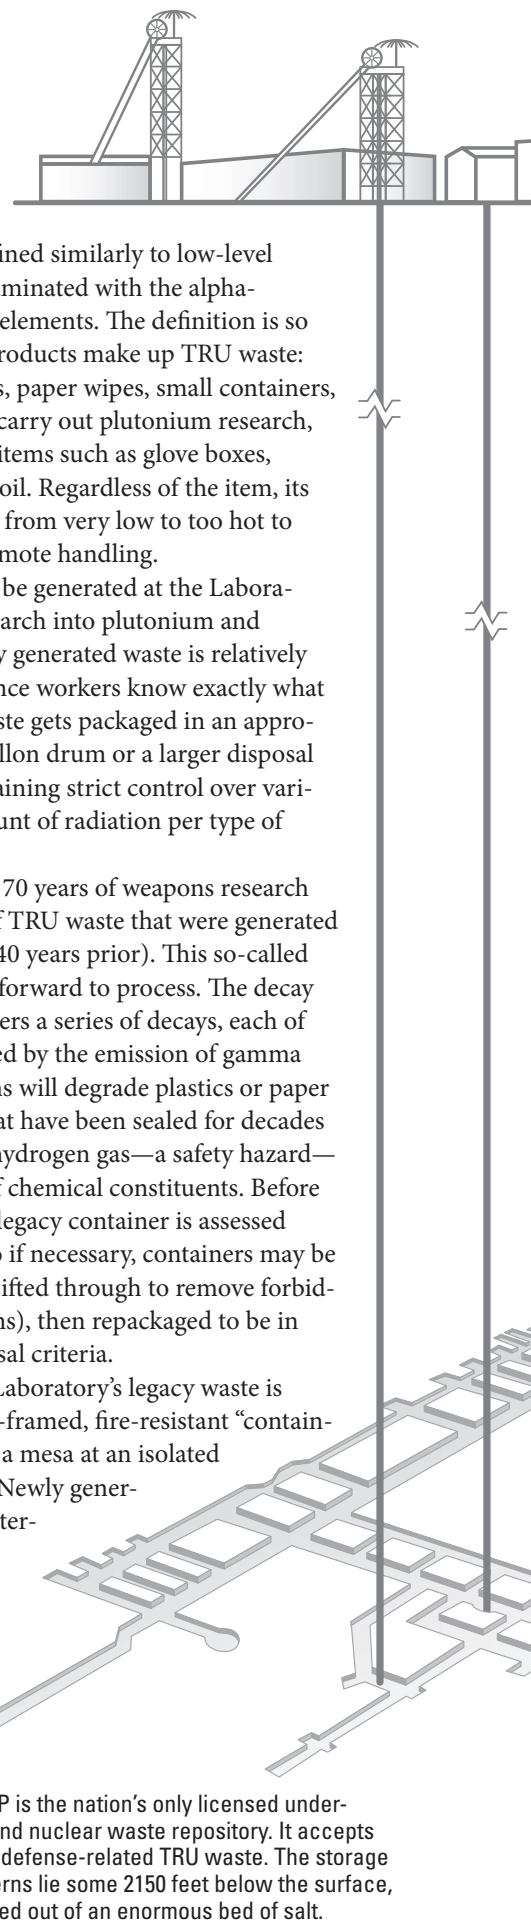 ined similarly to low-level
minated with the alpha-
elements. The definition is so
roducts make up TRU waste:
s, paper wipes, small containers,
carry out plutonium research,
items such as glove boxes,
oil. Regardless of the item, its
from very low to too hot to
mote handling.
be generated at the Labora-
arch into plutonium and
y generated waste is relatively
nce workers know exactly what
ste gets packaged in an appro-
llon drum or a larger disposal
aining strict control over vari-
unt of radiation per type of
70 years of weapons research
f TRU waste that were generated
40 years prior). This so-called
forward to process. The decay
ers a series of decays, each of
ed by the emission of gamma
ns will degrade plastics or paper
at have been sealed for decades
hydrogen gas—a safety hazard—
f chemical constituents. Before
legacy container is assessed
o if necessary, containers may be
sifted through to remove forbid-
ns), then repackaged to be in
sal criteria.
Laboratory's legacy waste is
-framed, fire-resistant “contain-
a mesa at an isolated
Newly gener-
ter-
P is the nation's only licensed under-
nd nuclear waste repository. It accepts
defense-related TRU waste. The storage
erns lie some 2150 feet below the surface,
ed out of an enormous bed of salt.